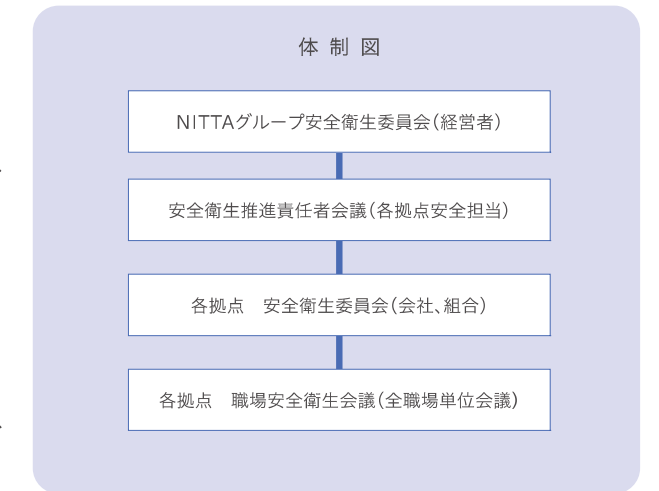 体制図
NITTAグループ安全衛生委員会（経営者）
安全衛生推進責任者会議（各拠点安全担当）
各拠点　安全衛生委員会（会社、組合）
各拠点　職場安全衛生会議（全職場単位会議）